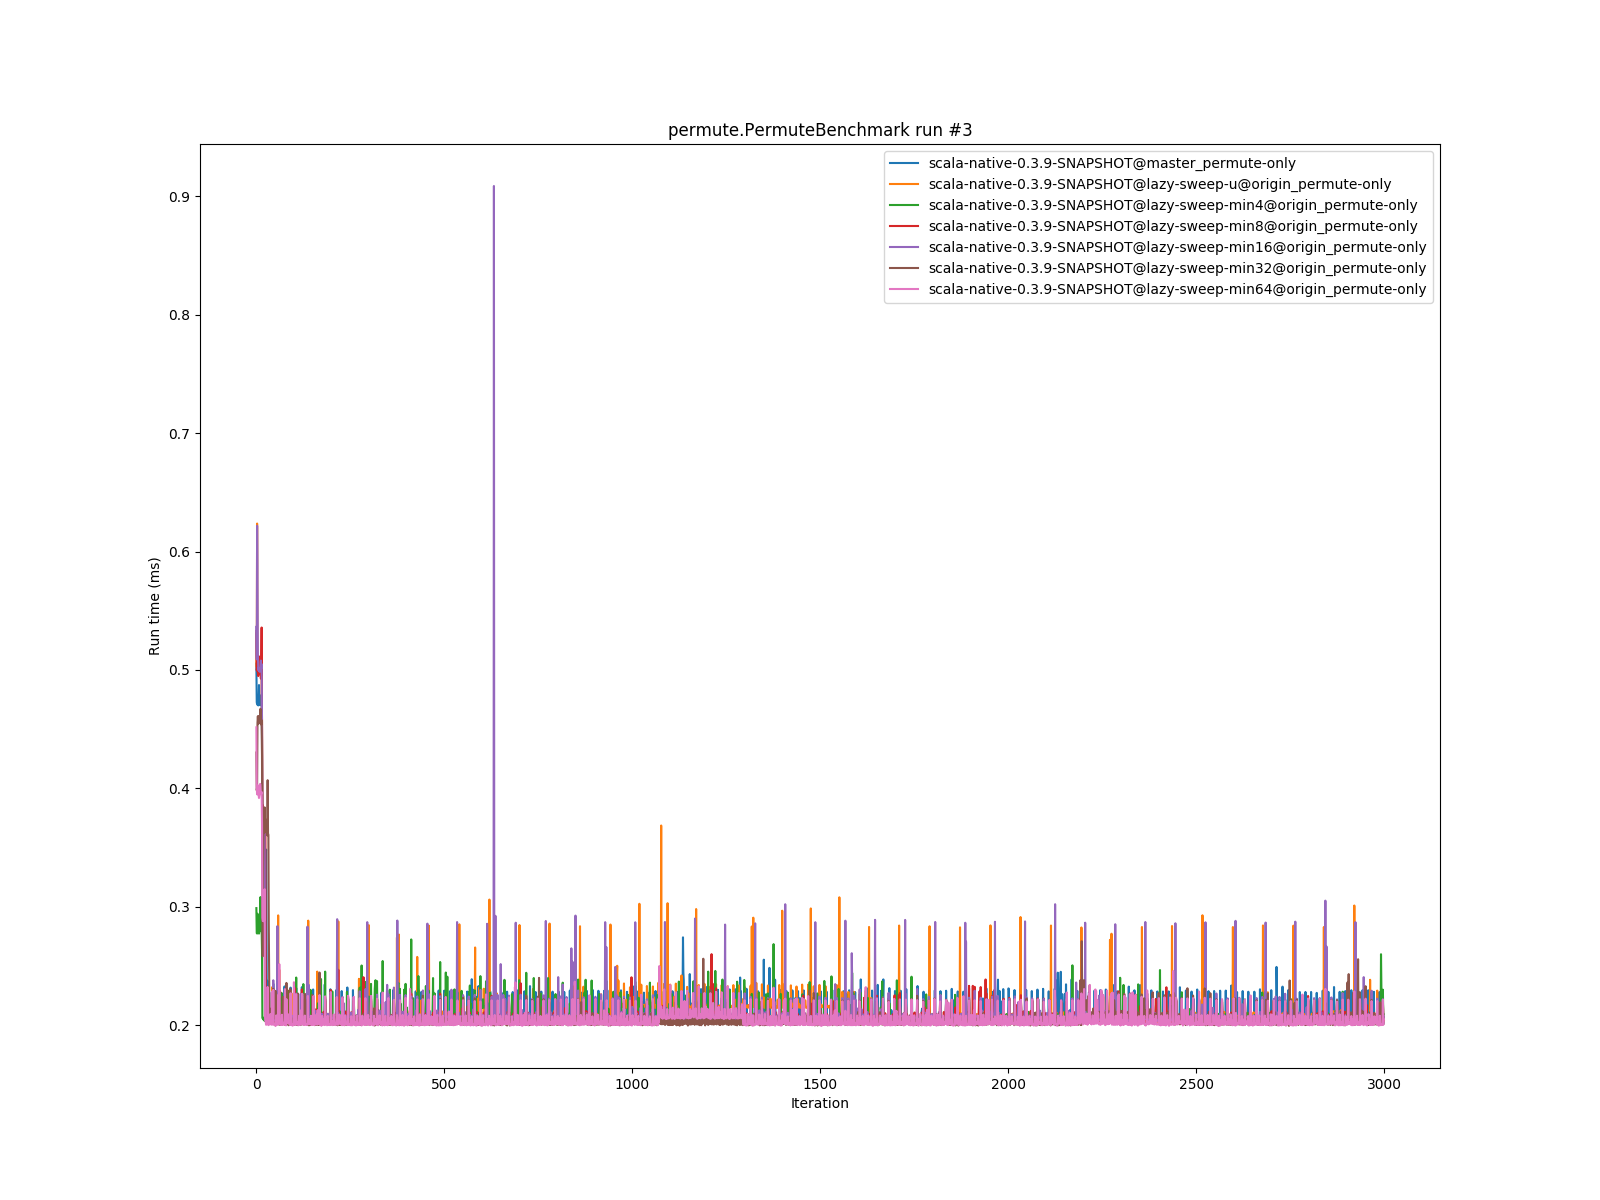 permute.PermuteBenchmark run #3
scala-native-0.3.9-SNAPSHOT@master_permute-only
scala-native-0.3.9-SNAPSHOT@lazy-sweep-u@origin_permute-only
scala-native-0.3.9-SNAPSHOT@lazy-sweep-min4@origin_permute-only
scala-native-0.3.9-SNAPSHOT@lazy-sweep-min8@origin_permute-only
scala-native-0.3.9-SNAPSHOT@lazy-sweep-min16@origin_permute-only
scala-native-0.3.9-SNAPSHOT@lazy-sweep-min32@origin_permute-only
scala-native-0.3.9-SNAPSHOT@lazy-sweep-min64@origin_permute-only
0.9
0.8
0.7
0.6
0.5
0.4
0.3
0.2
Run time (ms)
0 500 1000 1500 2000 2500 3000
Iteration